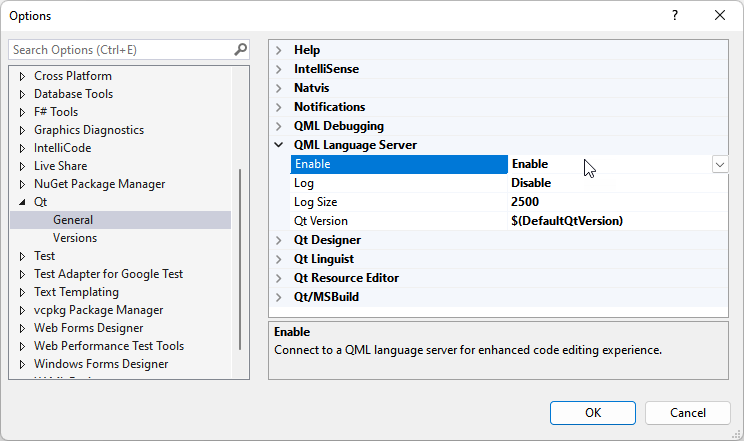 Options
Search Options (Ctrl+E)
Cross Platform
Database Tools
F# Tools
Graphics Diagnostics
IntelliCode
Live Share
NuGet Package Manager
Qt
General
Versions
Test
Test Adapter for Google Test
Text Templating
vcpkg Package Manager
Web Forms Designer
Web Performance Test Tools
Windows Forms Designer
Help
IntelliSense
Natvis
Notifications
QML Debugging
QML Language Server
Enable Enable
Log Disable
Log Size 2500
Qt Version $(DefaultQtVersion)
Qt Designer
Qt Linguist
Qt Resource Editor
Qt/MSBuild
Enable
Connect to a QML language server for enhanced code editing experience.
OK Cancel